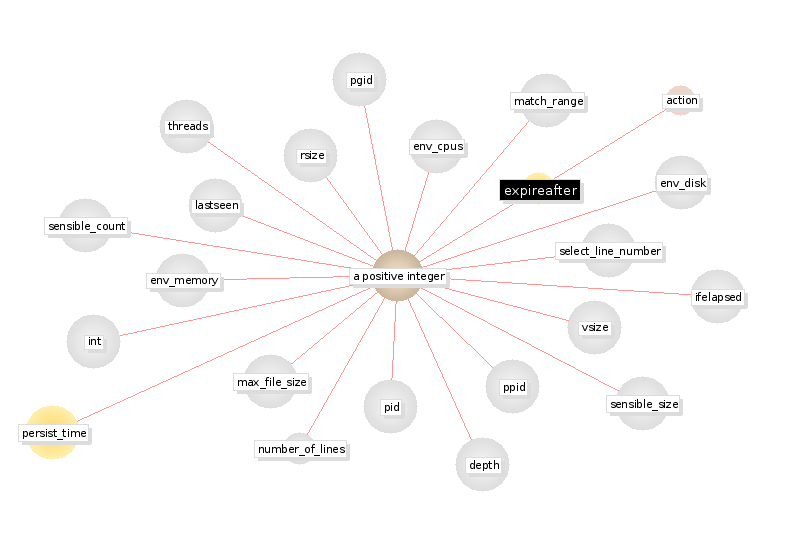 pgid
match_range
action
threads
env_cpus
rsize
env_disk
expireafter
lastseen
sensible_count
select_line_number
a positive integer
env_memory
ifelapsed
vsize
int
max_file_size
ppid
pid
sensible_size
persist_time
number_of_lines
depth